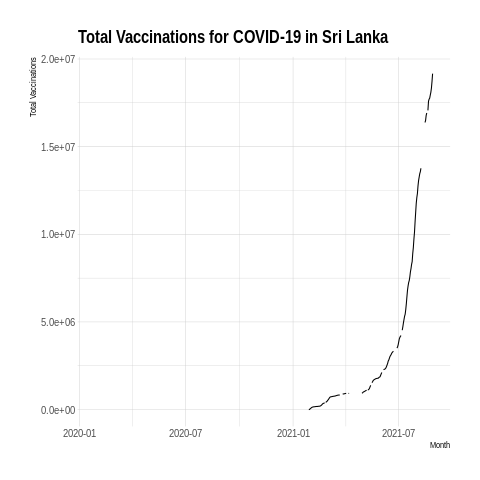 Total Vaccinations for COVID-19 in Sri Lanka
Total Vaccinations
2.0e+07
1.5e+07
1.0e+07
5.0e+06
0.0e+00
2020-01 2020-07 2021-01 2021-07
Month